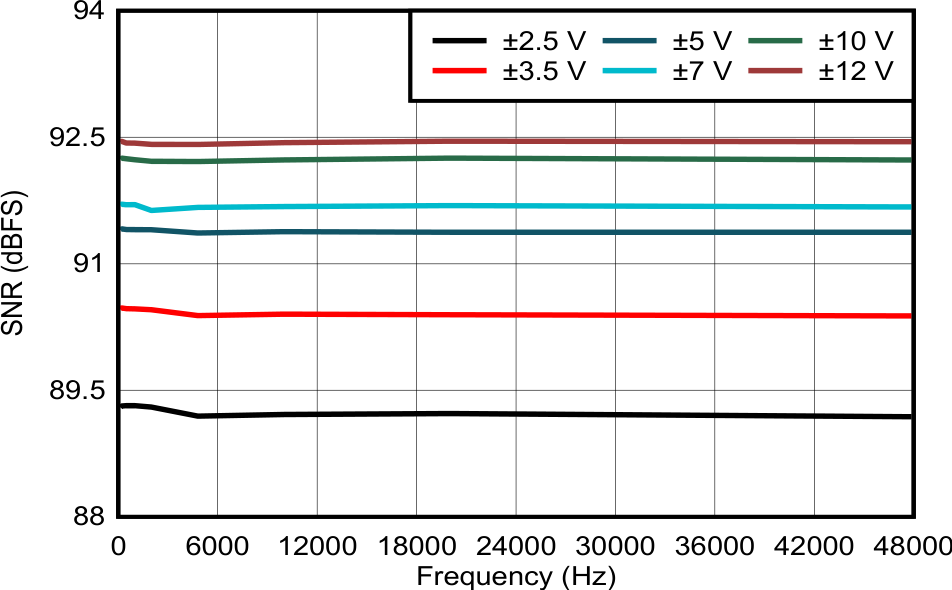 94
92.5
91
89.5
88
SNR (dBFS)
±2.5 V ±5 V ±10 V
±3.5 V ±7 V ±12 V
0 6000 12000 18000 24000 30000 36000 42000 48000
Frequency (Hz)